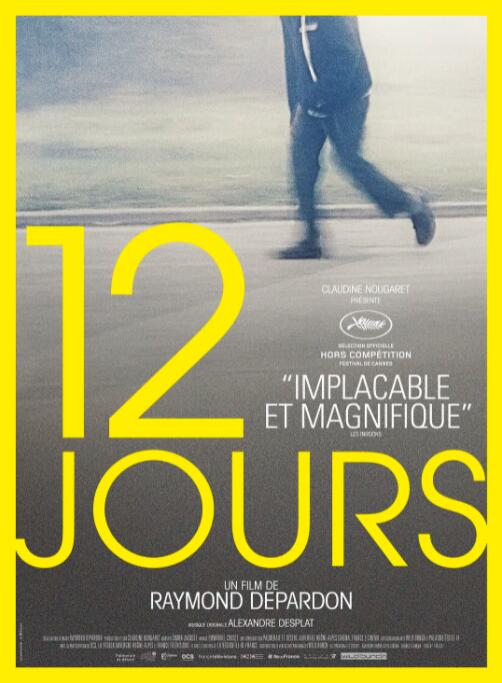 CLAUDINE NOUGARET
PRÉSENTE
SÉLECTION OFFICIELLE
HORS COMPÉTITION
FESTIVAL DE CANNES
“IMPLACABLE
ET MAGNIFIQUE”
LES INROCKS
12
JOURS
UN FILM DE
RAYMOND DEPARDON
MUSIQUE ORIGINALE ALEXANDRE DESPLAT